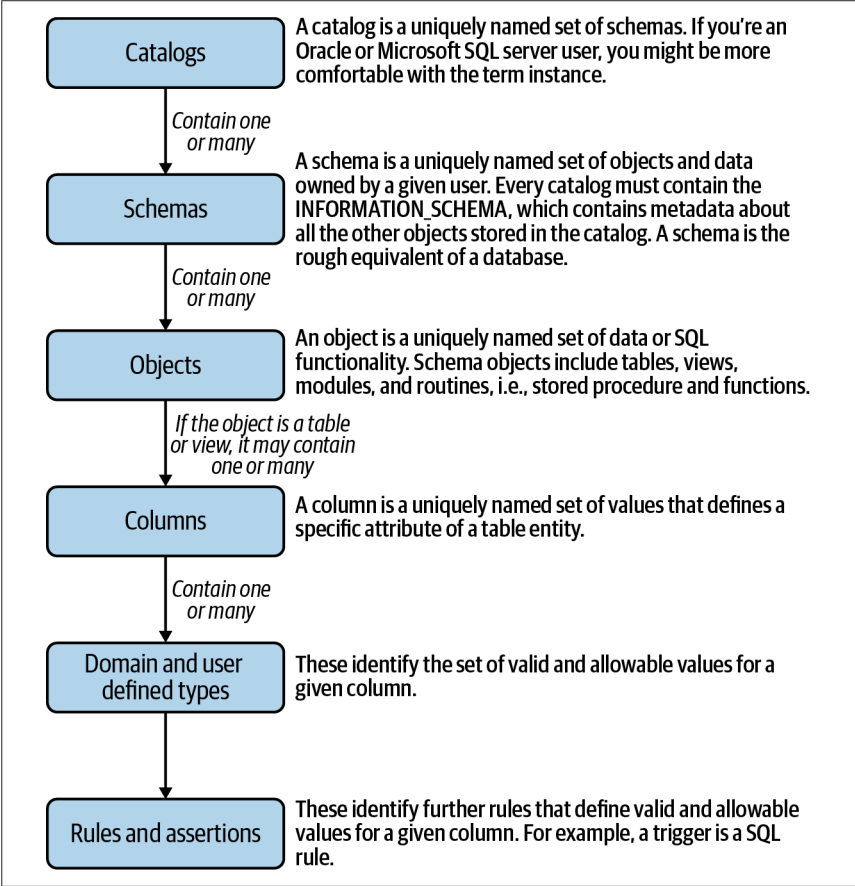 Catalogs
A catalog is a uniquely named set of schemas. If you're an
Oracle or Microsoft SQL server user, you might be more
comfortable with the term instance.
Contain one
or many
Schemas
A schema is a uniquely named set of objects and data
owned by a given user. Every catalog must contain the
INFORMATION_SCHEMA, which contains metadata about
all the other objects stored in the catalog. A schema is the
rough equivalent of a database.
Contain one
or many
Objects
An object is a uniquely named set of data or SQL
functionality. Schema objects include tables, views,
modules, and routines, i.e., stored procedure and functions.
If the object is a table
or view, it may contain
one or many
Columns
A column is a uniquely named set of values that defines a
specific attribute of a table entity.
Contain one
or many
Domain and user
defined types
These identify the set of valid and allowable values for a
given column.
Rules and assertions
These identify further rules that define valid and allowable
values for a given column. For example, a trigger is a SQL
rule.